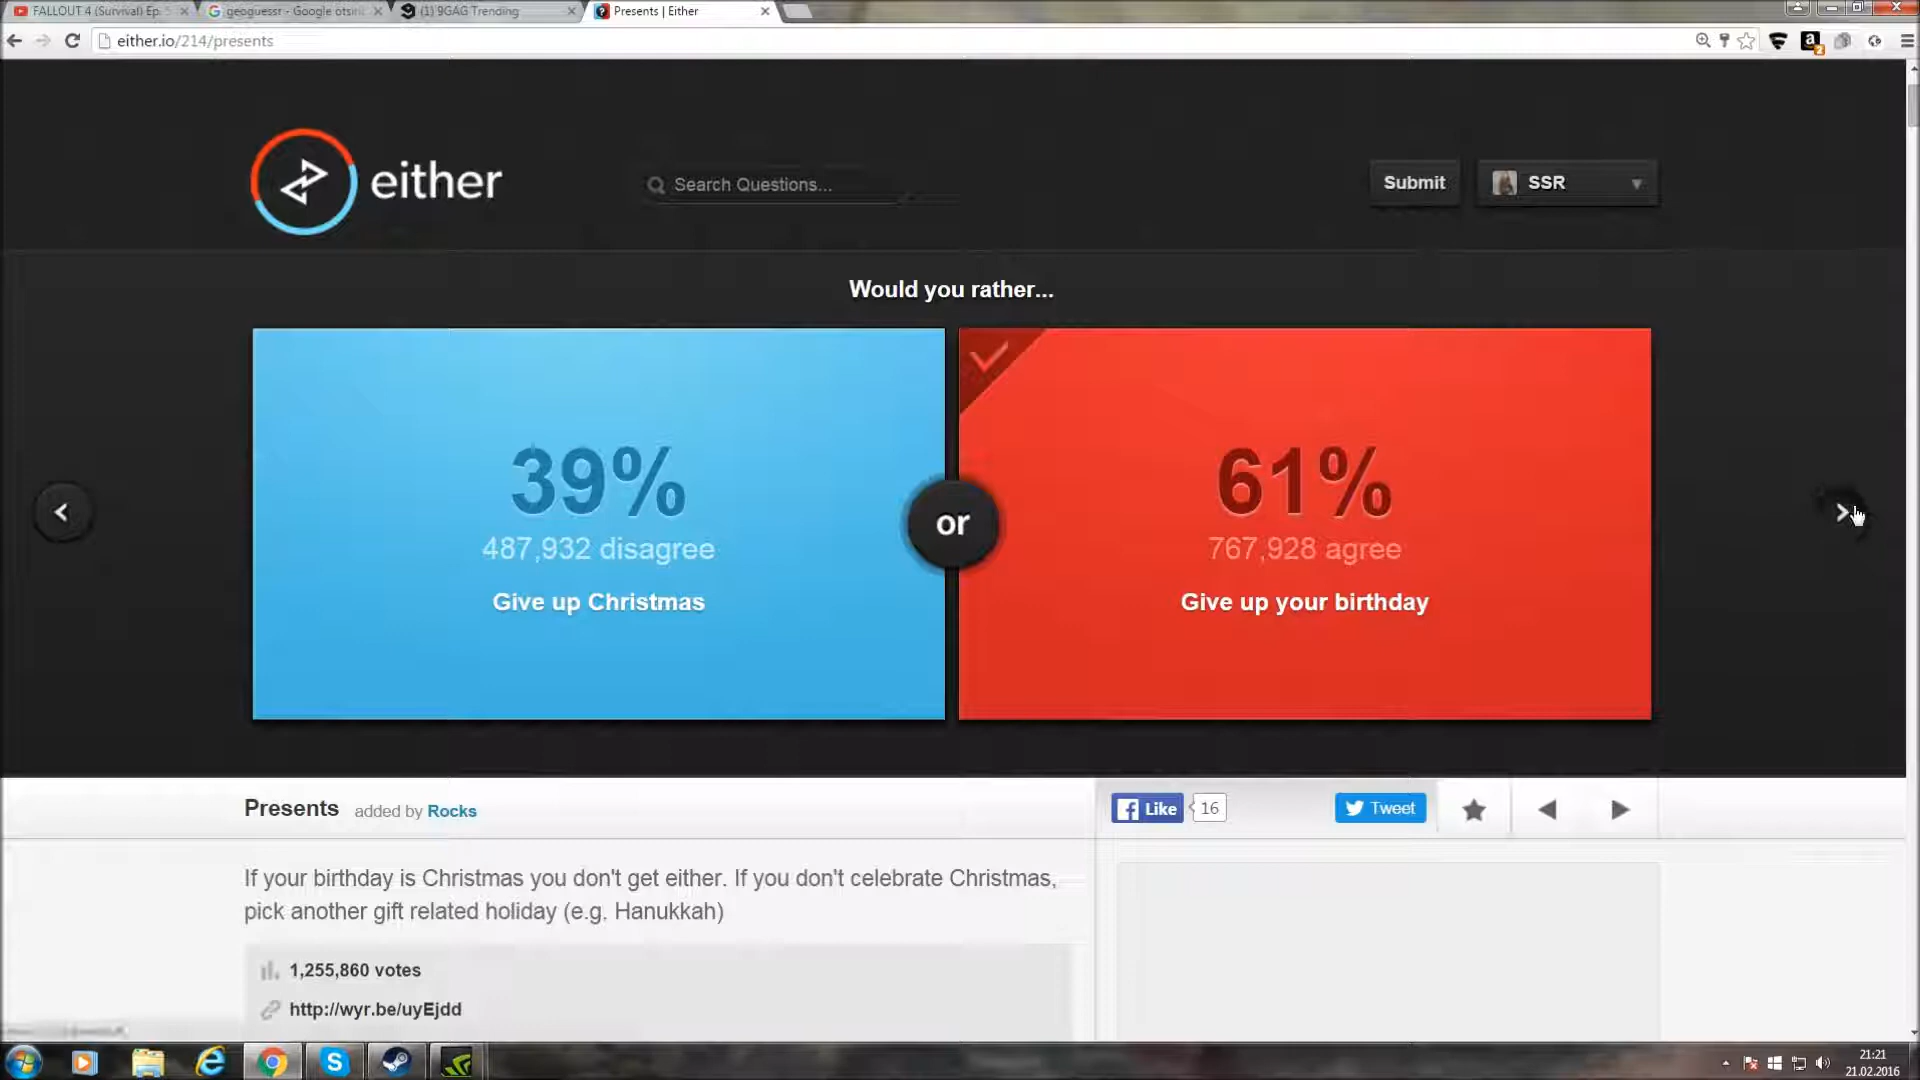 FALLOUT 4 (Survival) Ep.
geoguessr - Google otsin
(1) 9GAG Trending
Presents | Either
either.io/214/presents
either
Search Questions...
Submit
SSR
Would you rather...
39%
487,932 disagree
Give up Christmas
or
61%
767,928 agree
Give up your birthday
Presents added by Rocks
Like 16
Tweet
If your birthday is Christmas you don't get either. If you don't celebrate Christmas,
pick another gift related holiday (e.g. Hanukkah)
1,255,860 votes
http://wyr.be/uyEjdd
21:21
21.02.2016